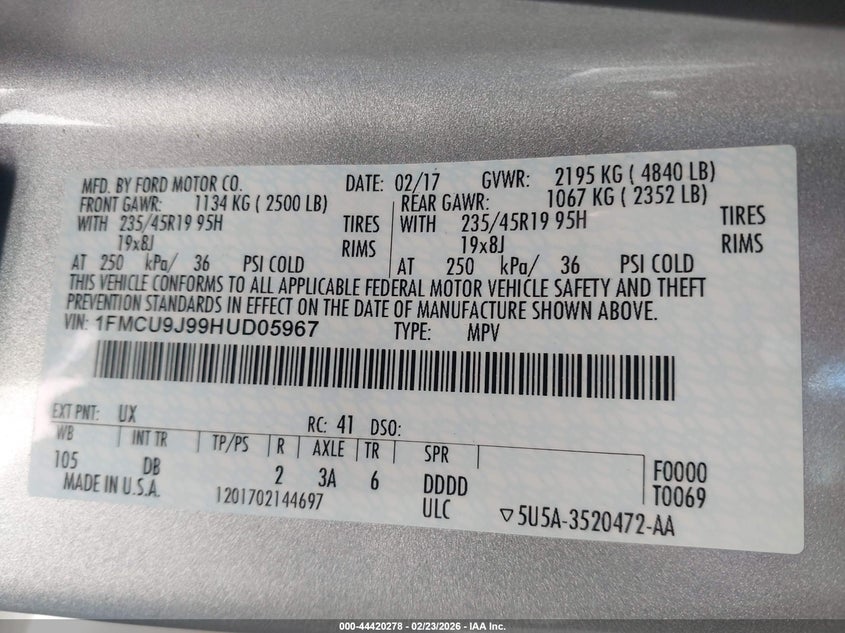 MFD. BY FORD MOTOR CO. DATE: 02/17 GVWR: 2195 KG ( 4840 LB)
FRONT GAWR: 1134 KG ( 2500 LB) REAR GAWR: 1067 KG ( 2352 LB)
WITH 235/45R19 95H TIRES WITH 235/45R19 95H TIRES
19x8J RIMS 19x8J RIMS
AT 250 kPa/ 36 PSI COLD AT 250 kPa/ 36 PSI COLD
THIS VEHICLE CONFORMS TO ALL APPLICABLE FEDERAL MOTOR VEHICLE SAFETY AND THEFT
PREVENTION STANDARDS IN EFFECT ON THE DATE OF MANUFACTURE SHOWN ABOVE.
VIN: 1FMCU9J99HUD05967 TYPE: MPV
EXT PNT: UX RC: 41 DSO:
WB INT TR TP/PS R AXLE TR SPR
105 DB 2 3A 6 DDDD F0000
MADE IN U.S.A. 1201702144697 ULC T0069
▽5U5A-3520472-AA
000-44420278 - 02/23/2026 - IAA Inc.